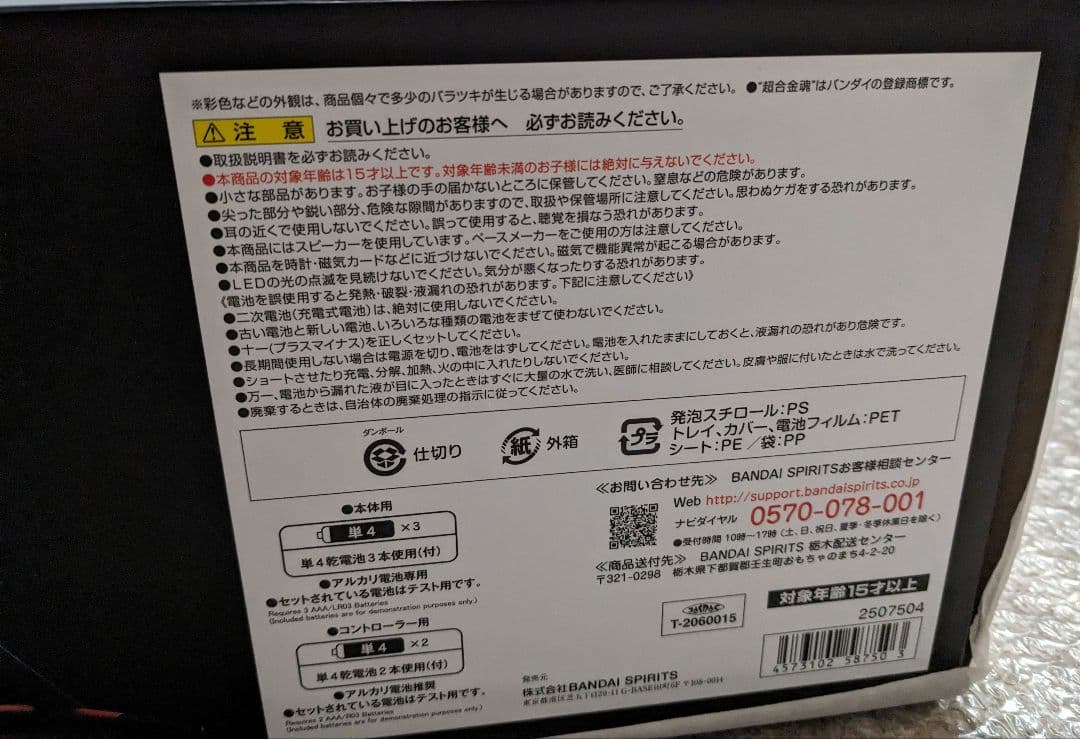 ※彩色などの外観は、商品個々で多少のバラツキが生じる場合がありますので、ご了承ください。 ●"超合金魂"はバンダイの登録商標です。
注 意 お買い上げのお客様へ 必ずお読みください。
●取扱説明書を必ずお読みください。
●本商品の対象年齢は15才以上です。対象年齢未満のお子様には絶対に与えないでください。
●小さな部品があります。お子様の手の届かないところに保管してください。窒息などの危険があります。
●尖った部分や鋭い部分、危険な隙間がありますので、取扱や保管場所に注意してください。思わぬケガをする恐れがあります。
●耳の近くで使用しないでください。誤って使用すると、聴覚を損なう恐れがあります。
●本商品にはスピーカーを使用しています。ペースメーカーをご使用の方は注意してください。
●本商品を時計・磁気カードなどに近づけないでください。磁気で機能異常が起こる場合があります。
●LEDの光の点滅を見続けないでください。気分が悪くなったりする恐れがあります。
《電池を誤使用すると発熱・破裂・液漏れの恐れがあります。下記に注意してください》
●二次電池(充電式電池)は、絶対に使用しないでください。
●古い電池と新しい電池、いろいろな種類の電池をまぜて使わないでください。
●+−(プラスマイナス)を正しくセットしてください。
●長期間使用しない場合は電源を切り、電池をはずしてください。電池を入れたままにしておくと、液漏れの恐れがあり危険です。
●ショートさせたり充電、分解、加熱、火の中に入れたりしないでください。
●万一、電池から漏れた液が目に入ったときはすぐに大量の水で洗い、医師に相談してください。皮膚や服に付いたときは水で洗ってください。
●廃棄するときは、自治体の廃棄処理の指示に従ってください。
ダンボール
仕切り
紙 外箱
プラ
発泡スチロール:PS
トレイ、カバー、電池フィルム:PET
シート:PE/袋:PP
●本体用
単4 ×3
単4乾電池3本使用(付)
●アルカリ電池専用
●セットされている電池はテスト用です。
Requires 3 AAA/LR03 Batteries
(Included batteries are for demonstration purposes only.)
●コントローラー用
単4 ×2
単4乾電池2本使用(付)
●アルカリ電池推奨
●セットされている電池はテスト用です。
Requires 2 AAA/R03 Batteries
(Included batteries are for demonstration purposes only.)
≪お問い合わせ先≫ BANDAI SPIRITSお客様相談センター
Web http://support.bandaispirits.co.jp
ナビダイヤル 0570-078-001
●受付時間 10時〜17時 (土、日、祝日、夏季・冬季休業日を除く)
≪商品送付先≫ BANDAI SPIRITS 栃木配送センター
〒321-0298 栃木県下都賀郡壬生町おもちゃのまち4-2-20
T-2060015
対象年齢15才以上
2507504
4573102 58750 3
発売元
株式会社BANDAI SPIRITS
東京都港区芝5丁目29-11 G-BASE田町6F 〒108-0014